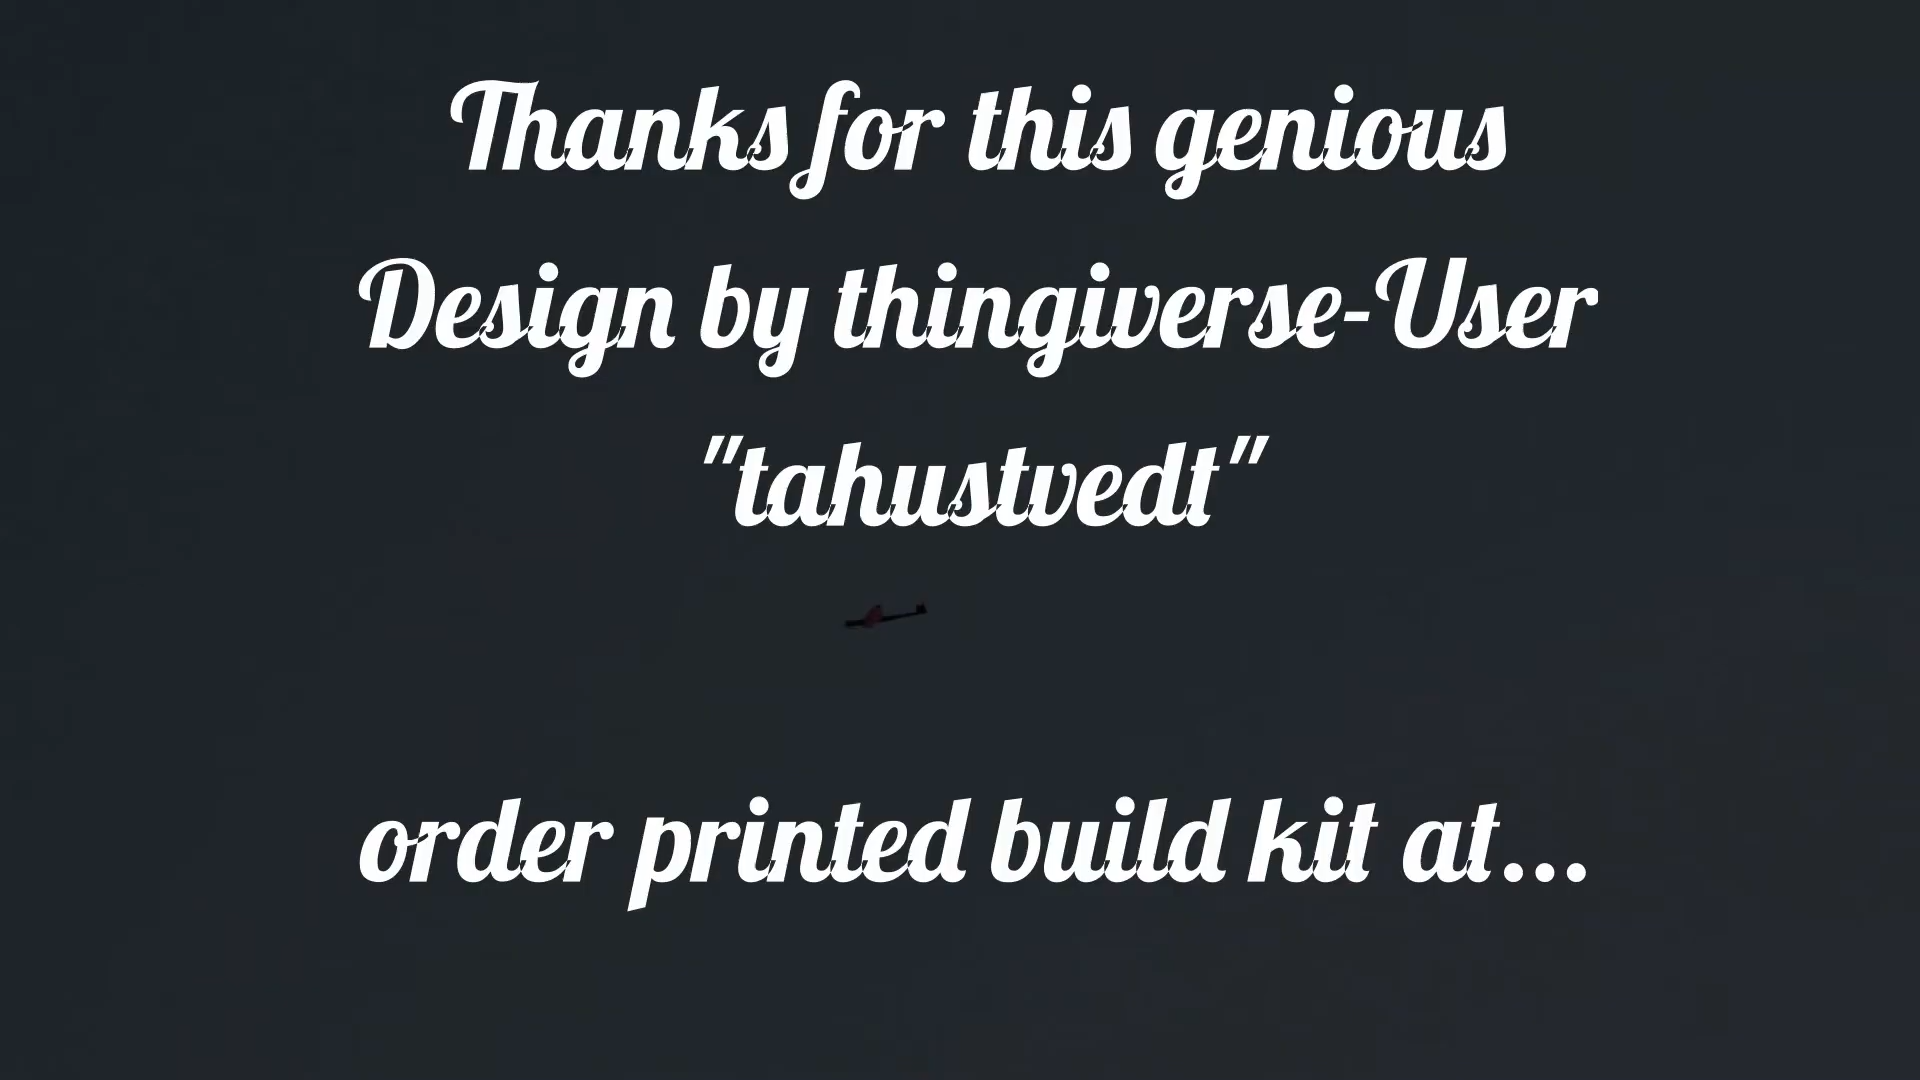 Thanks for this genious
Design by thingiverse-User
"tahustvedt"
order printed build kit at...